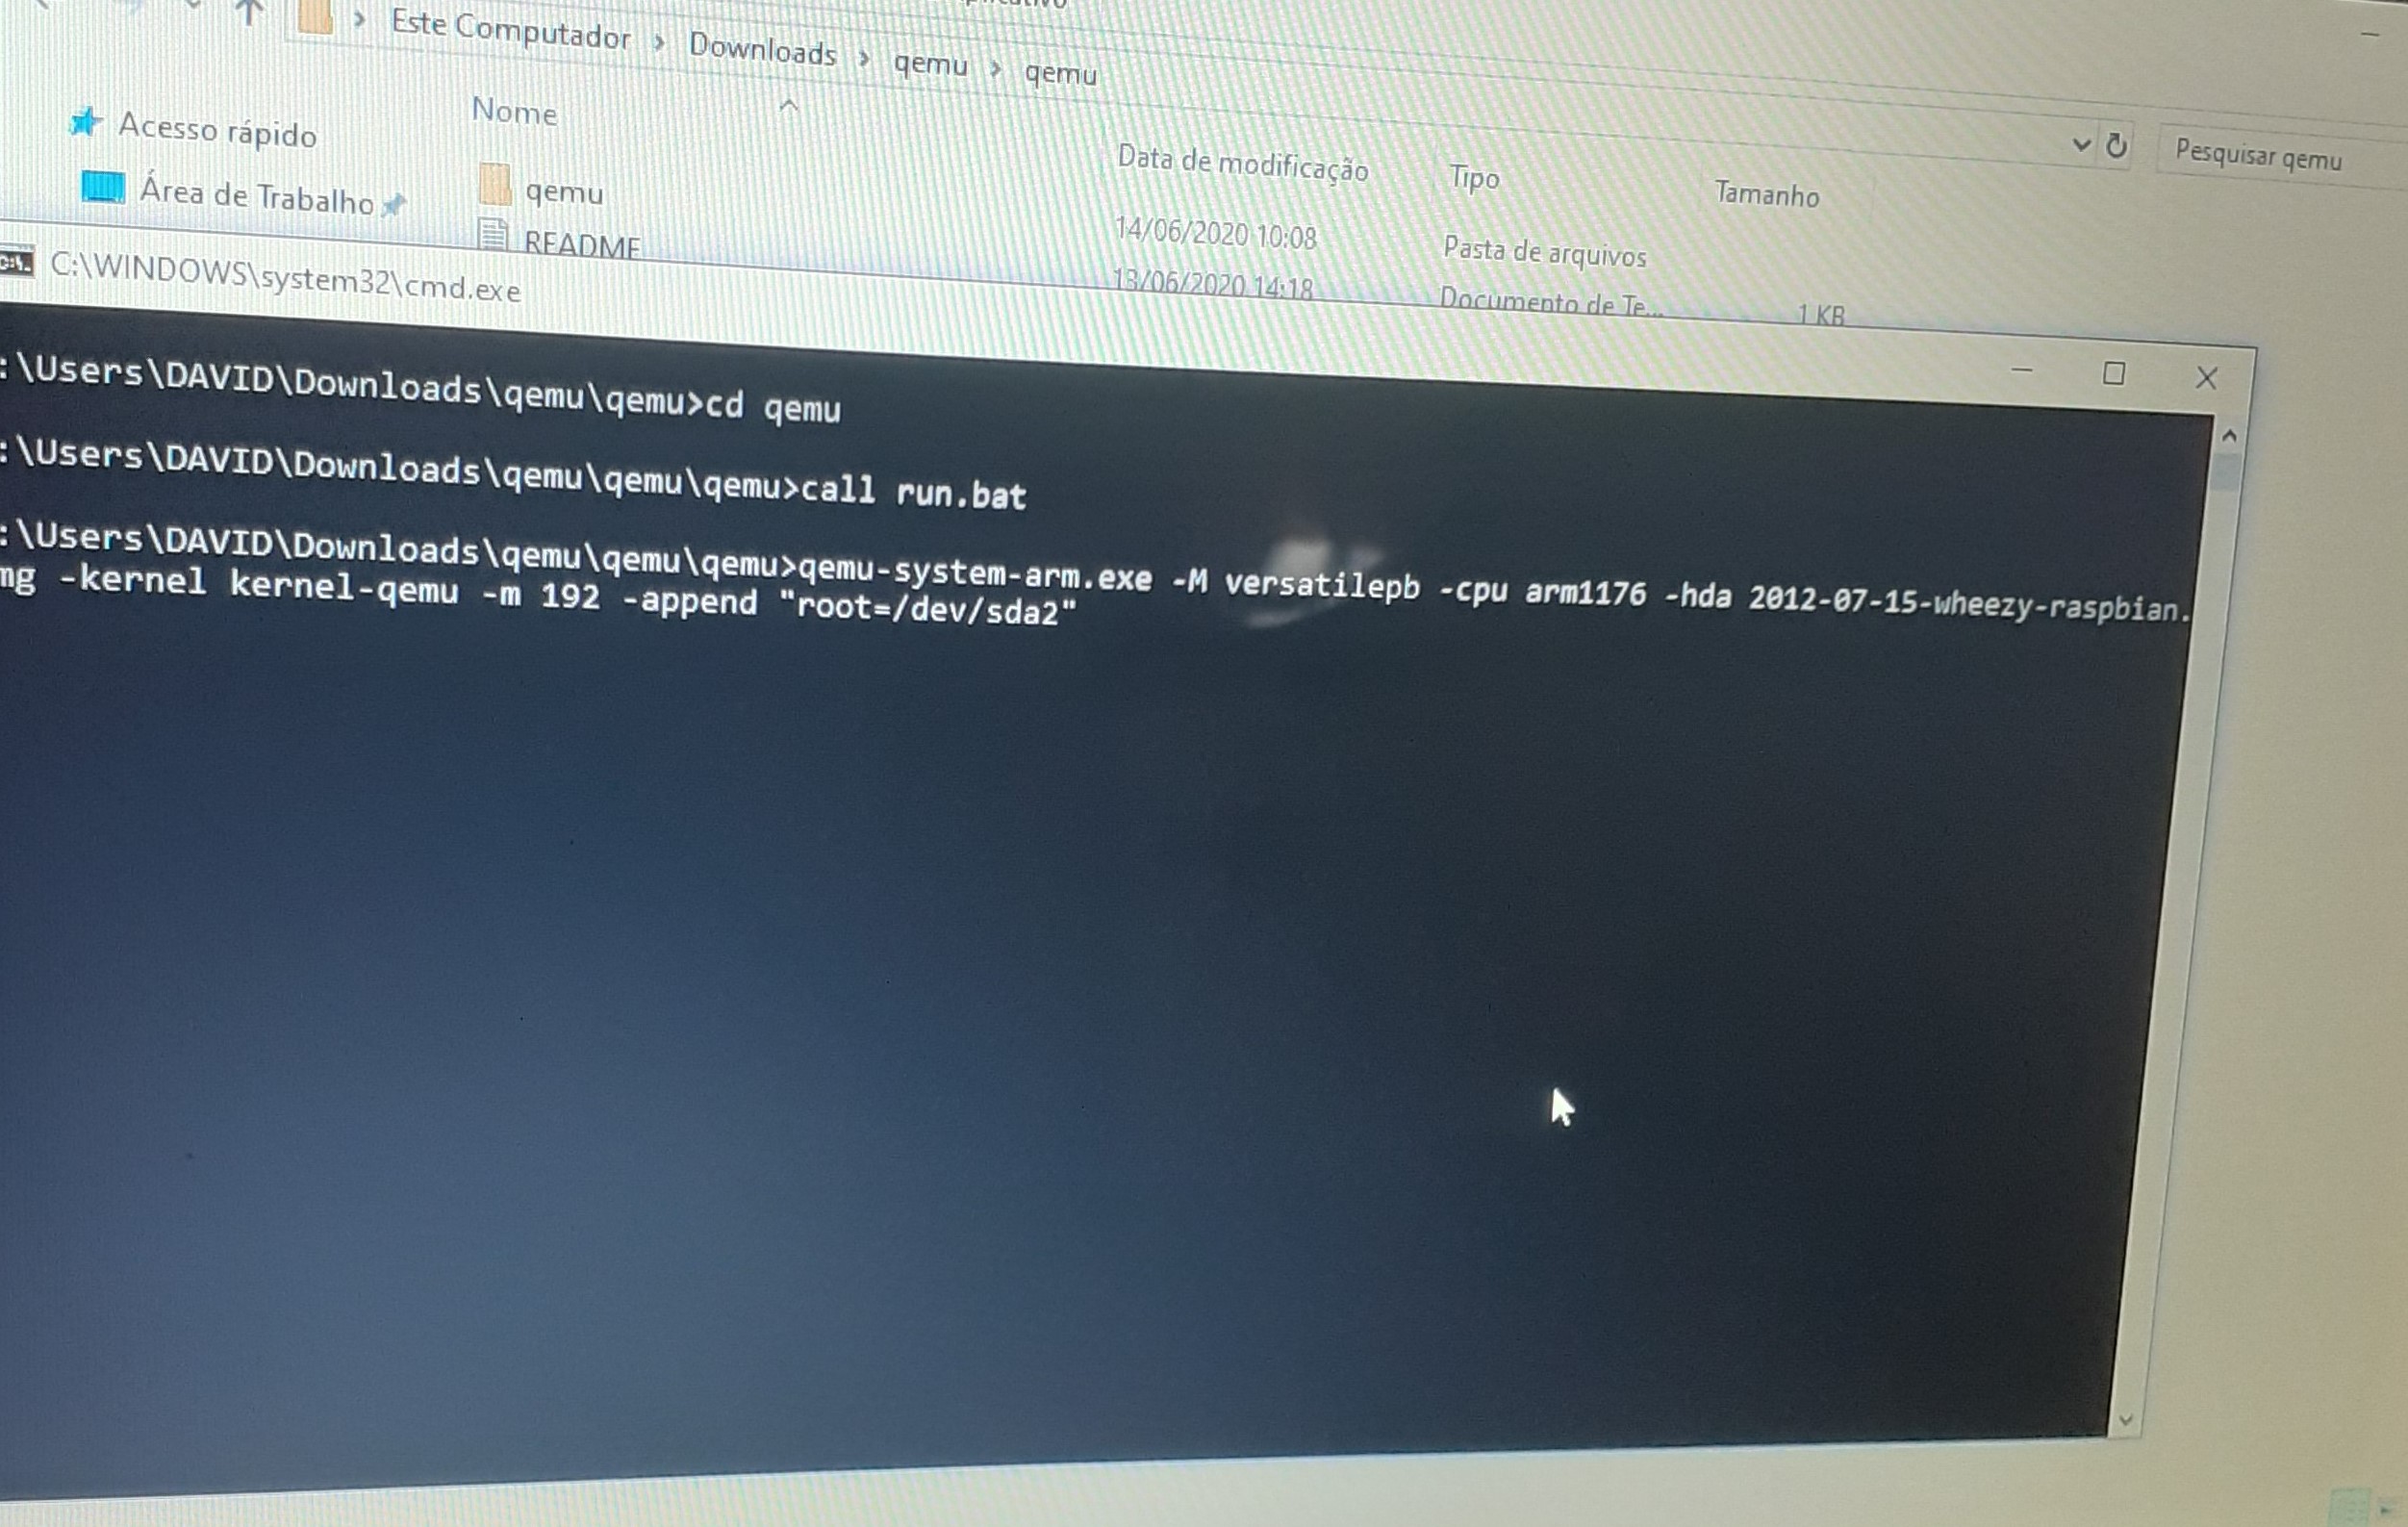 Este Computador > Downloads > qemu > qemu
Pesquisar qemu
Nome
Data de modificação
Tipo
Tamanho
Acesso rápido
Área de Trabalho
qemu
14/06/2020 10:08
Pasta de arquivos
README
13/06/2020 14:18
Documento de Te...
1 KB
C:\WINDOWS\system32\cmd.exe
:\Users\DAVID\Downloads\qemu\qemu>cd qemu
:\Users\DAVID\Downloads\qemu\qemu\qemu>call run.bat
:\Users\DAVID\Downloads\qemu\qemu\qemu>qemu-system-arm.exe -M versatilepb -cpu arm1176 -hda 2012-07-15-wheezy-raspbian.
mg -kernel kernel-qemu -m 192 -append "root=/dev/sda2"